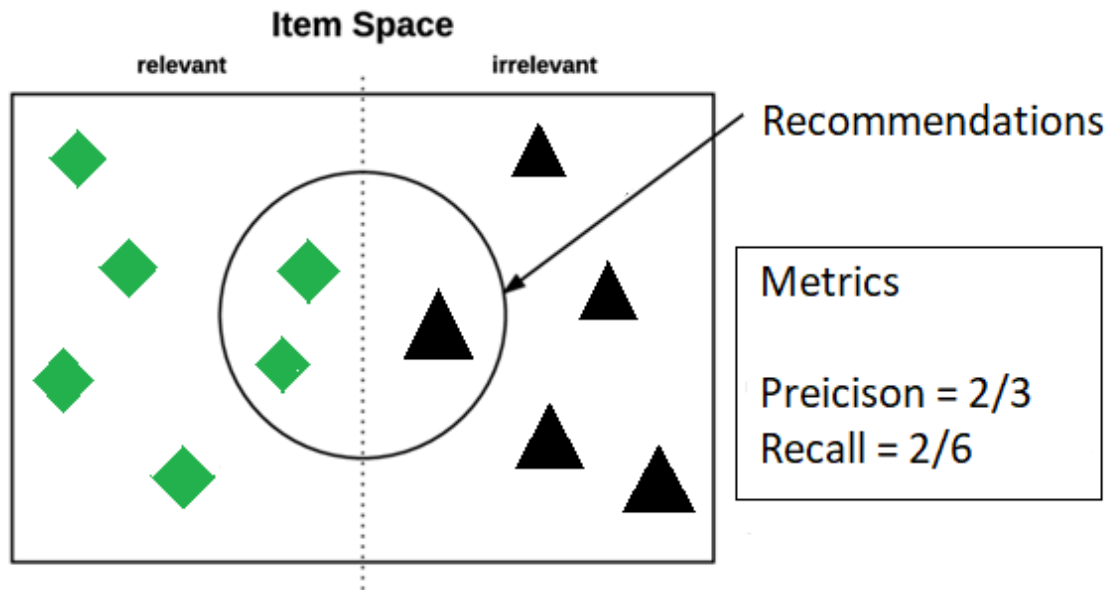 Item Space
relevant
irrelevant
Recommendations
Metrics
Preicison = 2/3
Recall = 2/6